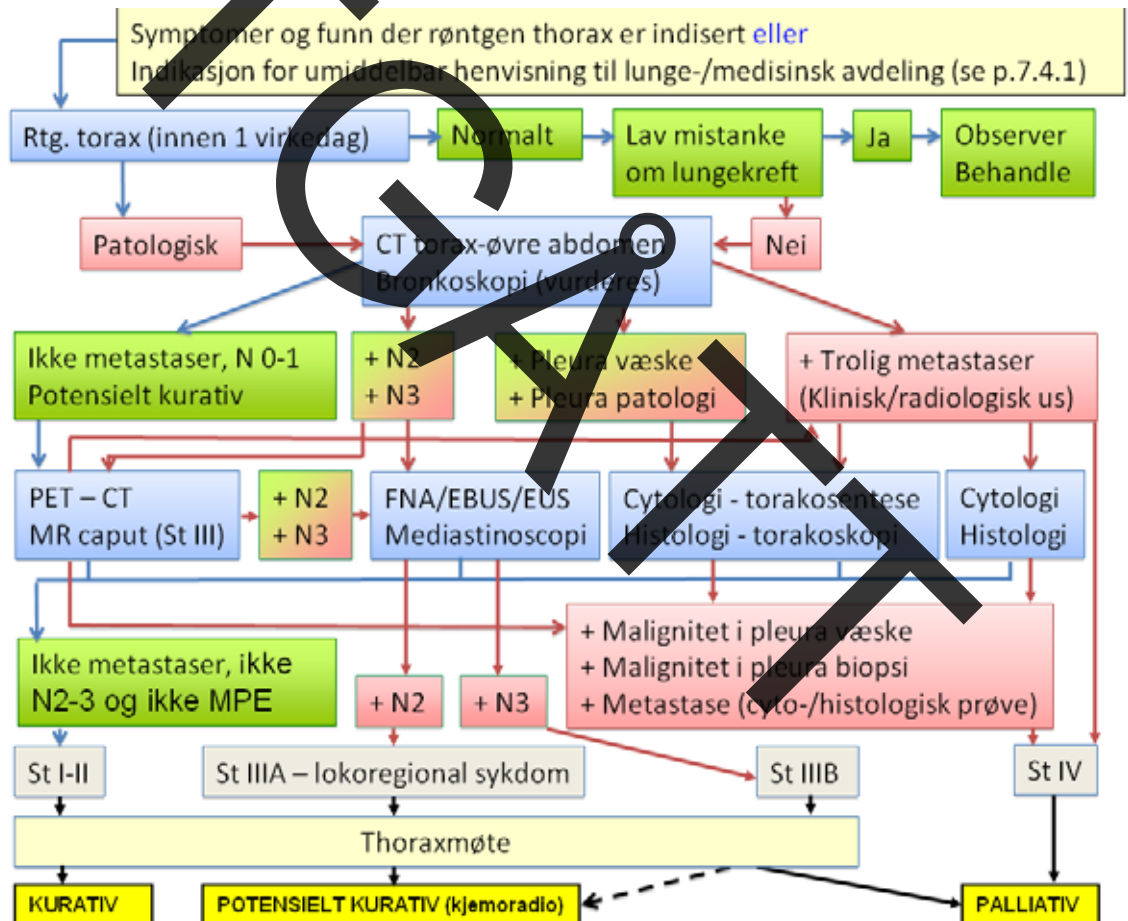 Symptomer og funn der røntgen thorax er indisert eller
Indikasjon for umiddelbar henvisning til lunge-/medisinsk avdeling (se p.7.4.1)
Rtg. torax (innen 1 virkedag)
Normalt
Lav mistanke
om lungekreft
Ja
Observer
Behandle
Patologisk
CT torax-øvre abdomen
Bronkoskopi (vurderes)
Nei
Ikke metastaser, N 0-1
Potensielt kurativ
+ N2
+ N3
+ Pleura væske
+ Pleura patologi
+ Trolig metastaser
(Klinisk/radiologisk us)
PET – CT
MR caput (St III)
+ N2
+ N3
FNA/EBUS/EUS
Mediastinoscopi
Cytologi - torakosentese
Histologi - torakoskopi
Cytologi
Histologi
Ikke metastaser, ikke
N2-3 og ikke MPE
+ N2
+ N3
+ Malignitet i pleura væske
+ Malignitet i pleura biopsi
+ Metastase (cyto-/histologisk prøve)
St I-II
St IIIA – lokoregional sykdom
St IIIB
St IV
Thoraxmøte
KURATIV
POTENSIELT KURATIV (kjemoradio)
PALLIATIV